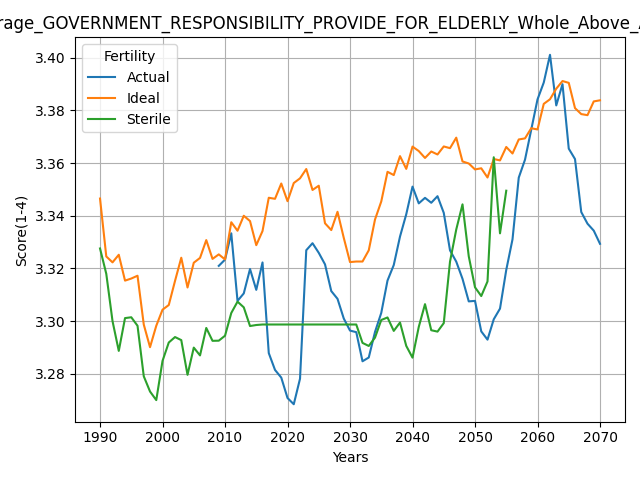 rage_GOVERNMENT_RESPONSIBILITY_PROVIDE_FOR_ELDERLY_Whole_Above_
Fertility
Actual
Ideal
Sterile
Score(1-4)
3.40
3.38
3.36
3.34
3.32
3.30
3.28
1990 2000 2010 2020 2030 2040 2050 2060 2070
Years